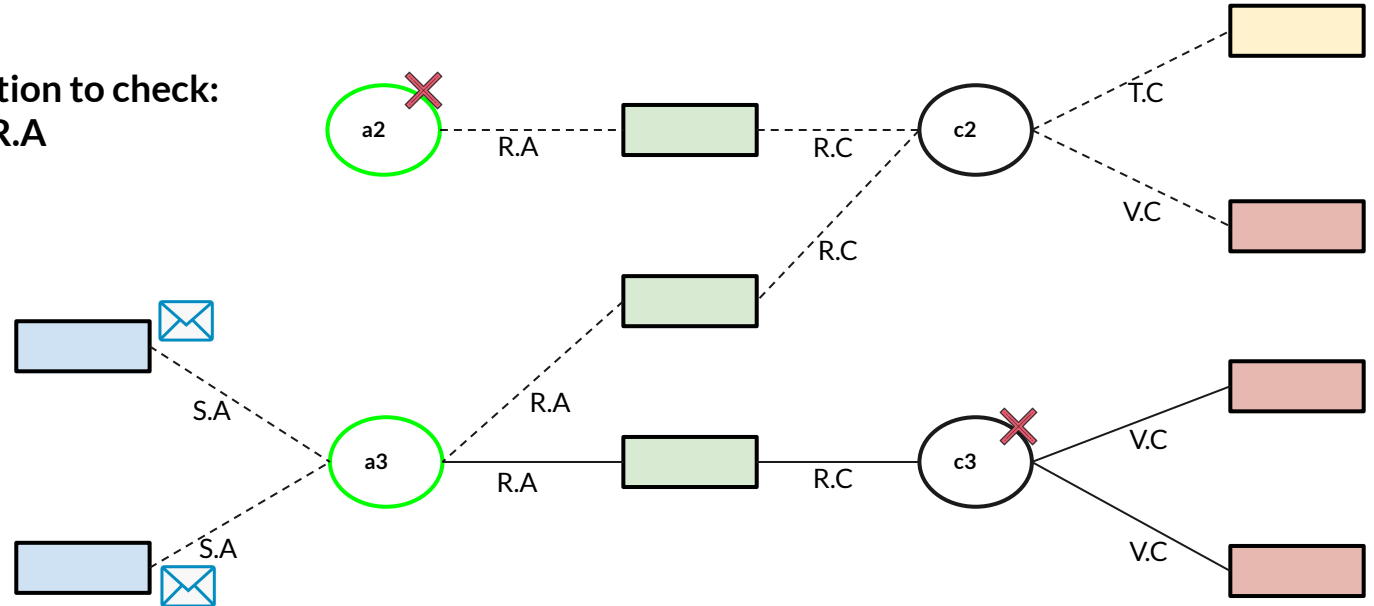 tion to check:
R.A
a2
R.A
R.C
c2
T.C
V.C
R.C
S.A
R.A
a3
R.A
R.C
c3
V.C
S.A
V.C